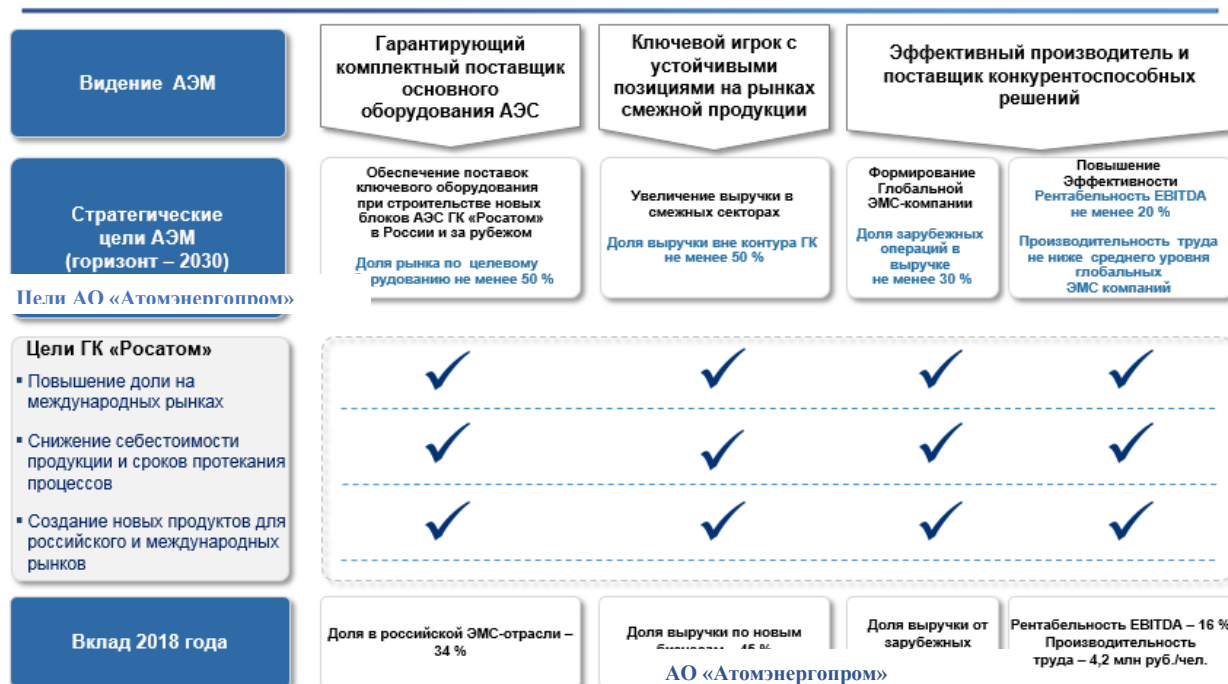 Видение АЭМ
Гарантирующий
комплектный поставщик
основного
оборудования АЭС
Ключевой игрок с
устойчивыми
позициями на рынках
смежной продукции
Эффективный производитель и
поставщик конкурентоспособных
решений
Стратегические
цели АЭМ
(горизонт – 2030)
Обеспечение поставок
ключевого оборудования
при строительстве новых
блоков АЭС ГК «Росатом»
в России и за рубежом
Доля рынка по целевому
не менее 50 %
Увеличение выручки в
смежных секторах
Доля выручки вне контура ГК
не менее 50 %
Формирование
Глобальной
ЭМС-компании
Доля зарубежных
операций в
выручке
не менее 30 %
Повышение
Эффективности
Рентабельность EBITDA
не менее 20 %
Производительность труда
не ниже среднего уровня
глобальных
ЭМС компаний
Цели АО «Атомэнергопром»
Цели ГК «Росатом»
▪ Повышение доли на
международных рынках
▪ Снижение себестоимости
продукции и сроков протекания
процессов
▪ Создание новых продуктов для
российского и международных
рынков
Вклад 2018 года
Доля в российской ЭМС-отрасли –
34 %
Доля выручки по новым
Доля выручки от
зарубежных
Рентабельность EBITDA – 16 %
Производительность
труда – 4,2 млн руб./чел.
АО «Атомэнергопром»